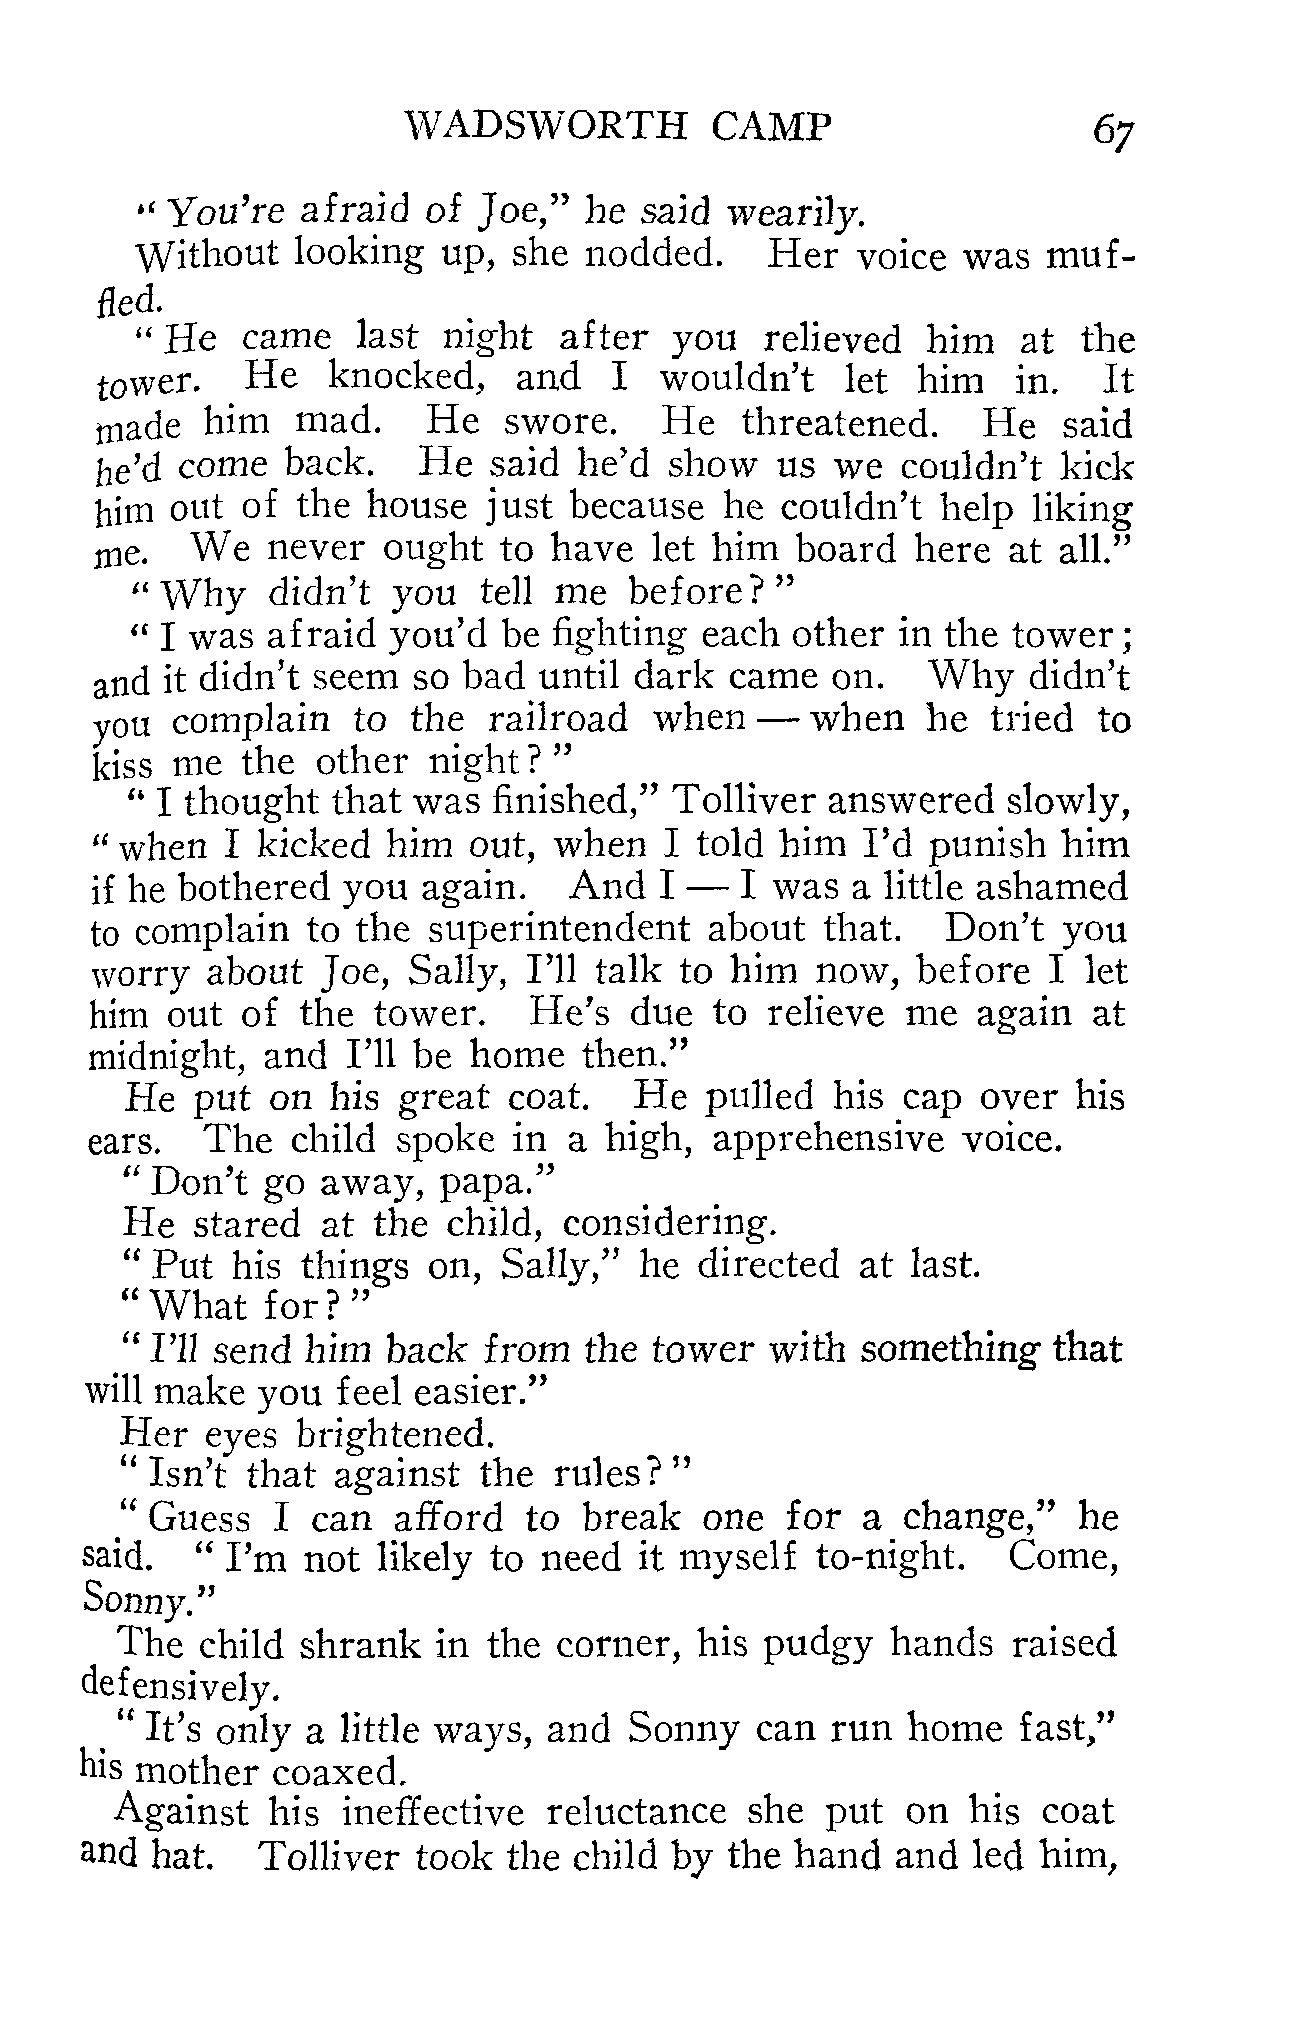 WADSWORTH CAMP 67
" You're afraid of Joe," he said wearily.
Without looking up, she nodded. Her voice was muf-
fled.
" He came last night after you relieved him at the
tower. He knocked, and I wouldn't let him in. It
made him mad. He swore. He threatened. He said
he'd come back. He said he'd show us we couldn't kick
him out of the house just because he couldn't help liking
me. We never ought to have let him board here at all."
" Why didn't you tell me before? "
" I was afraid you'd be fighting each other in the tower;
and it didn't seem so bad until dark came on. Why didn't
you complain to the railroad when — when he tried to
kiss me the other night? "
" I thought that was finished," Tolliver answered slowly,
" when I kicked him out, when I told him I'd punish him
if he bothered you again. And I — I was a little ashamed
to complain to the superintendent about that. Don't you
worry about Joe, Sally, I'll talk to him now, before I let
him out of the tower. He's due to relieve me again at
midnight, and I'll be home then."
He put on his great coat. He pulled his cap over his
ears. The child spoke in a high, apprehensive voice.
" Don't go away, papa."
He stared at the child, considering.
" Put his things on, Sally," he directed at last.
" What for? "
" I'll send him back from the tower with something that
will make you feel easier."
Her eyes brightened.
" Isn't that against the rules? "
" Guess I can afford to break one for a change," he
said. " I'm not likely to need it myself to-night. Come,
Sonny."
The child shrank in the corner, his pudgy hands raised
defensively.
" It's only a little ways, and Sonny can run home fast,"
his mother coaxed.
Against his ineffective reluctance she put on his coat
and hat. Tolliver took the child by the hand and led him,